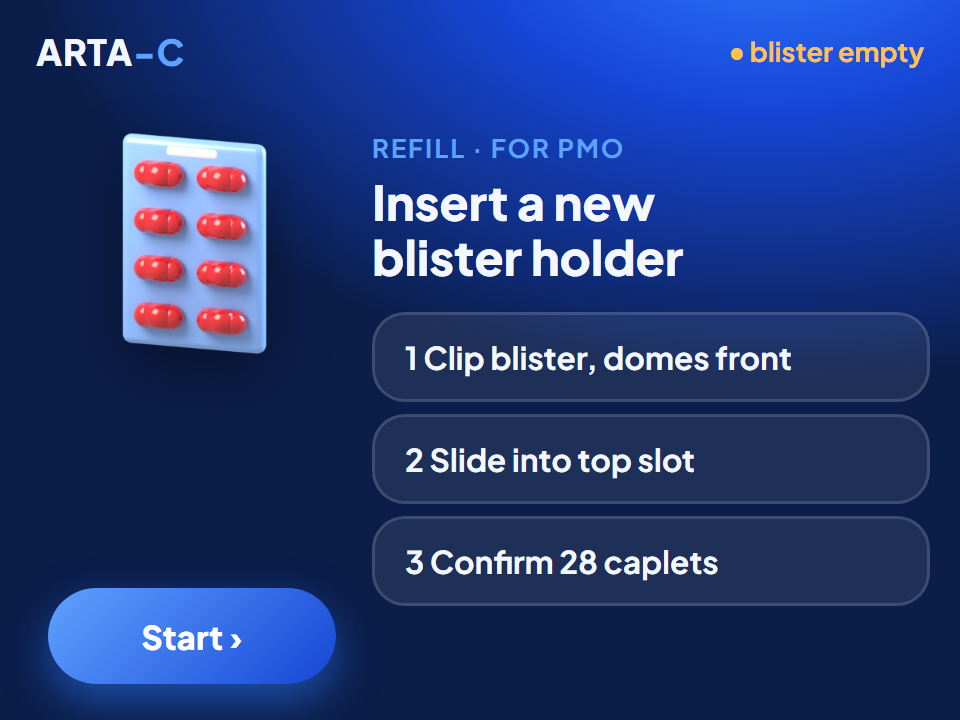 ARTA-C
● blister empty
REFILL · FOR PMO
Insert a new
blister holder
1 Clip blister, domes front
2 Slide into top slot
3 Confirm 28 caplets
Start ›